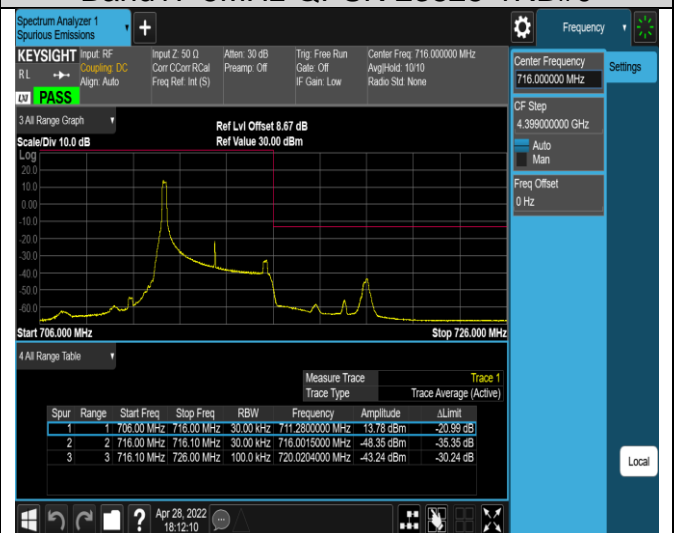 Spectrum Analyzer 1
Spurious Emissions
+
Frequency
KEYSIGHT
RL
Input: RF
Coupling: DC
Align: Auto
Input Z: 50 Ω
Corr CCorr RCal
Freq Ref: Int (S)
Atten: 30 dB
Preamp: Off
Trig: Free Run
Gate: Off
IF Gain: Low
Center Freq: 716.000000 MHz
Avg|Hold: 10/10
Radio Std: None
LXI PASS
Center Frequency
716.000000 MHz
Settings
CF Step
4.399000000 GHz
Auto
Man
Freq Offset
0 Hz
3 All Range Graph
Ref Lvl Offset 8.67 dB
Scale/Div 10.0 dB
Ref Value 30.00 dBm
Log
20.0
10.0
0.00
-10.0
-20.0
-30.0
-40.0
-50.0
-60.0
Start 706.000 MHz
Stop 726.000 MHz
4 All Range Table
Measure Trace Trace 1
Trace Type Trace Average (Active)
Spur Range Start Freq Stop Freq RBW Frequency Amplitude ΔLimit
1 1 706.00 MHz 716.00 MHz 30.00 kHz 711.2800000 MHz 13.78 dBm -20.99 dB
2 2 716.00 MHz 716.10 MHz 30.00 kHz 716.0015000 MHz -48.35 dBm -35.35 dB
3 3 716.10 MHz 726.00 MHz 100.0 kHz 720.0204000 MHz -43.24 dBm -30.24 dB
Local
?
Apr 28, 2022
18:12:10